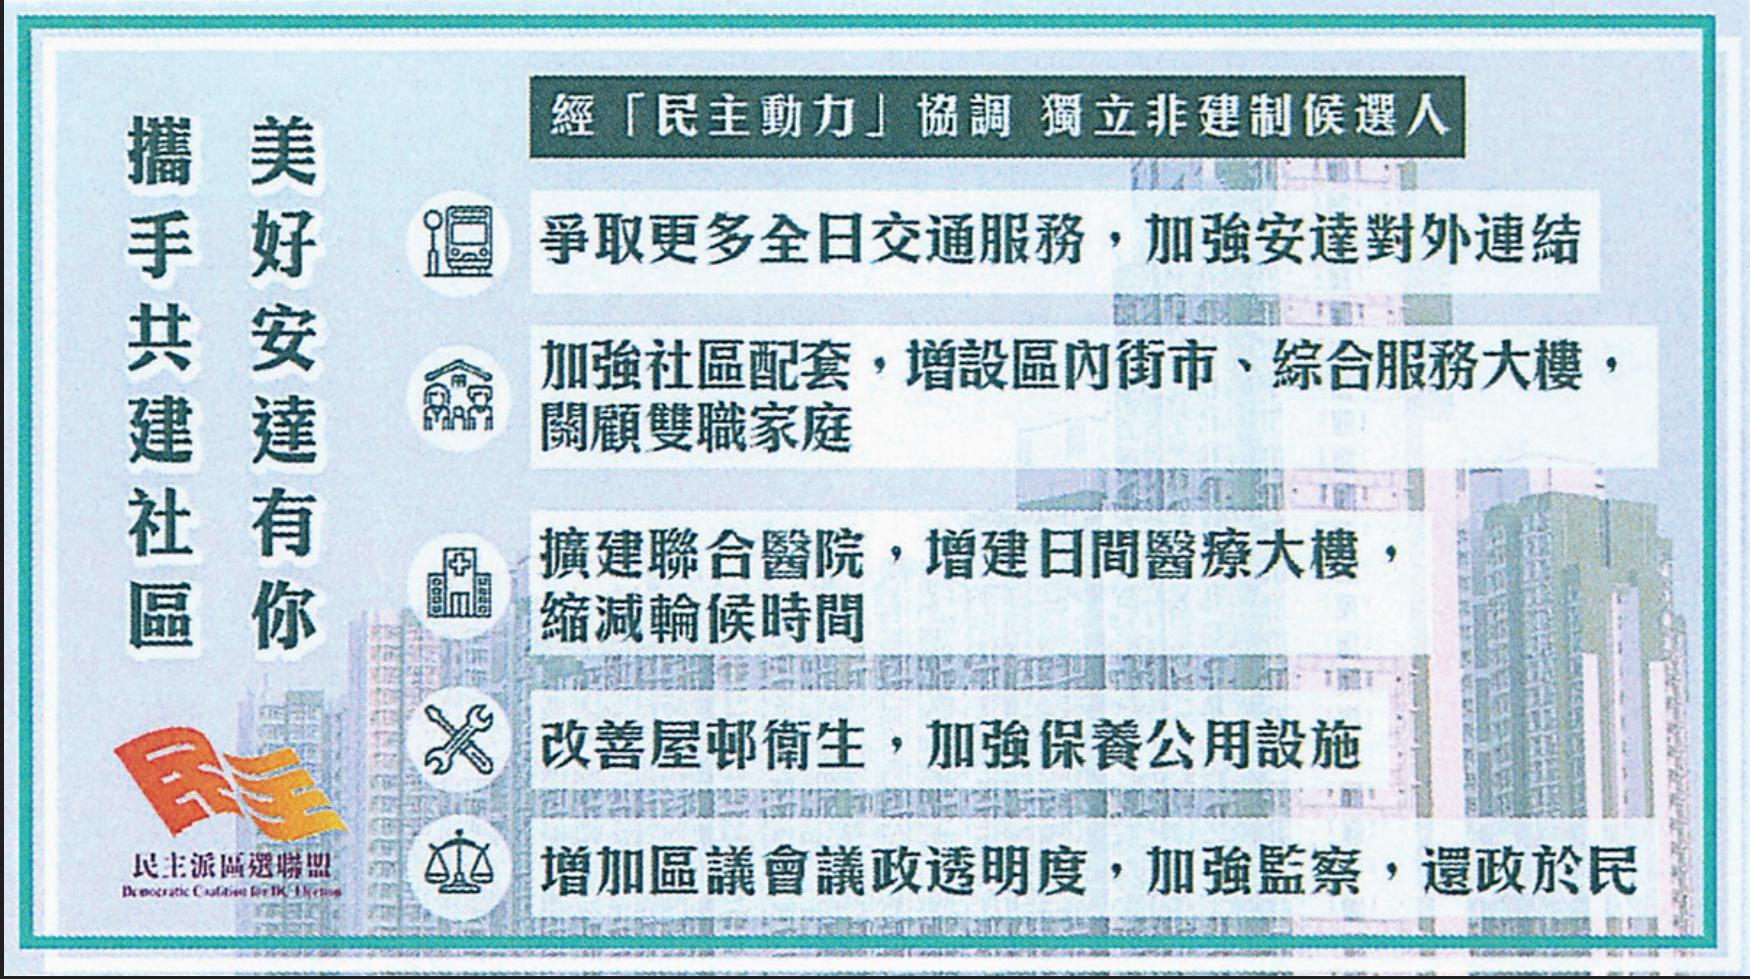 美好安達有你
攜手共建社區
經「民主動力」協調 獨立非建制候選人
爭取更多全日交通服務，加強安達對外連結
加強社區配套，增設區內街市、綜合服務大樓，
關顧雙職家庭
擴建聯合醫院，增建日間醫療大樓，
縮減輪候時間
改善屋邨衞生，加強保養公用設施
增加區議會議政透明度，加強監察，還政於民
民主
民主派區選聯盟
Democratic Coalition for DC Election